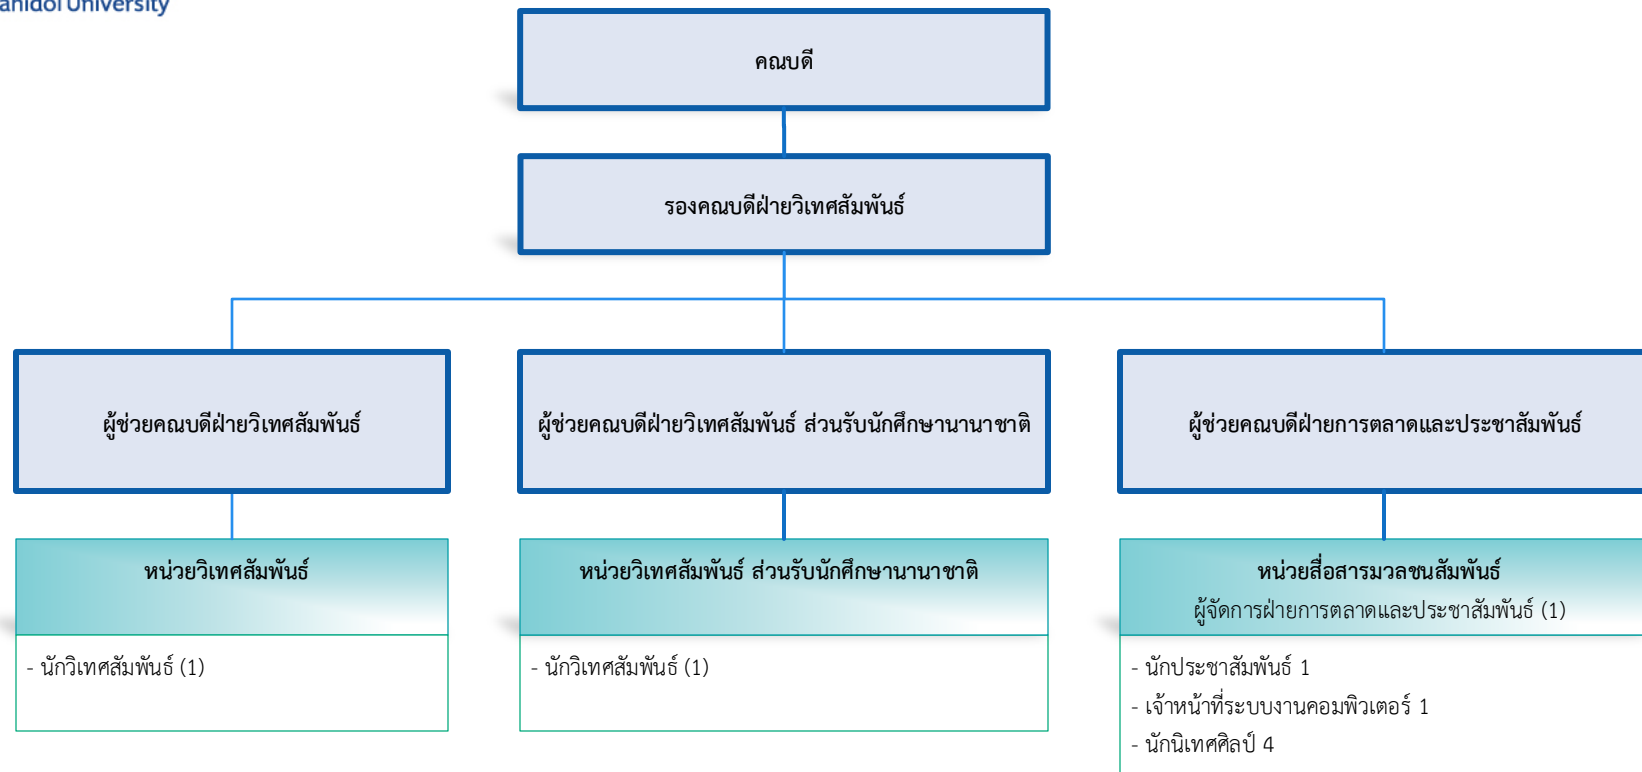 University
คณบดี
รองคณบดีฝ่ายวิเทศสัมพันธ์
ผู้ช่วยคณบดีฝ่ายวิเทศสัมพันธ์
ผู้ช่วยคณบดีฝ่ายวิเทศสัมพันธ์ ส่วนรับนักศึกษานานาชาติ
ผู้ช่วยคณบดีฝ่ายการตลาดและประชาสัมพันธ์
หน่วยวิเทศสัมพันธ์
- นักวิเทศสัมพันธ์ (1)
หน่วยวิเทศสัมพันธ์ ส่วนรับนักศึกษานานาชาติ
- นักวิเทศสัมพันธ์ (1)
หน่วยสื่อสารมวลชนสัมพันธ์
ผู้จัดการฝ่ายการตลาดและประชาสัมพันธ์ (1)
- นักประชาสัมพันธ์ 1
- เจ้าหน้าที่ระบบงานคอมพิวเตอร์ 1
- นักนิเทศศิลป์ 4